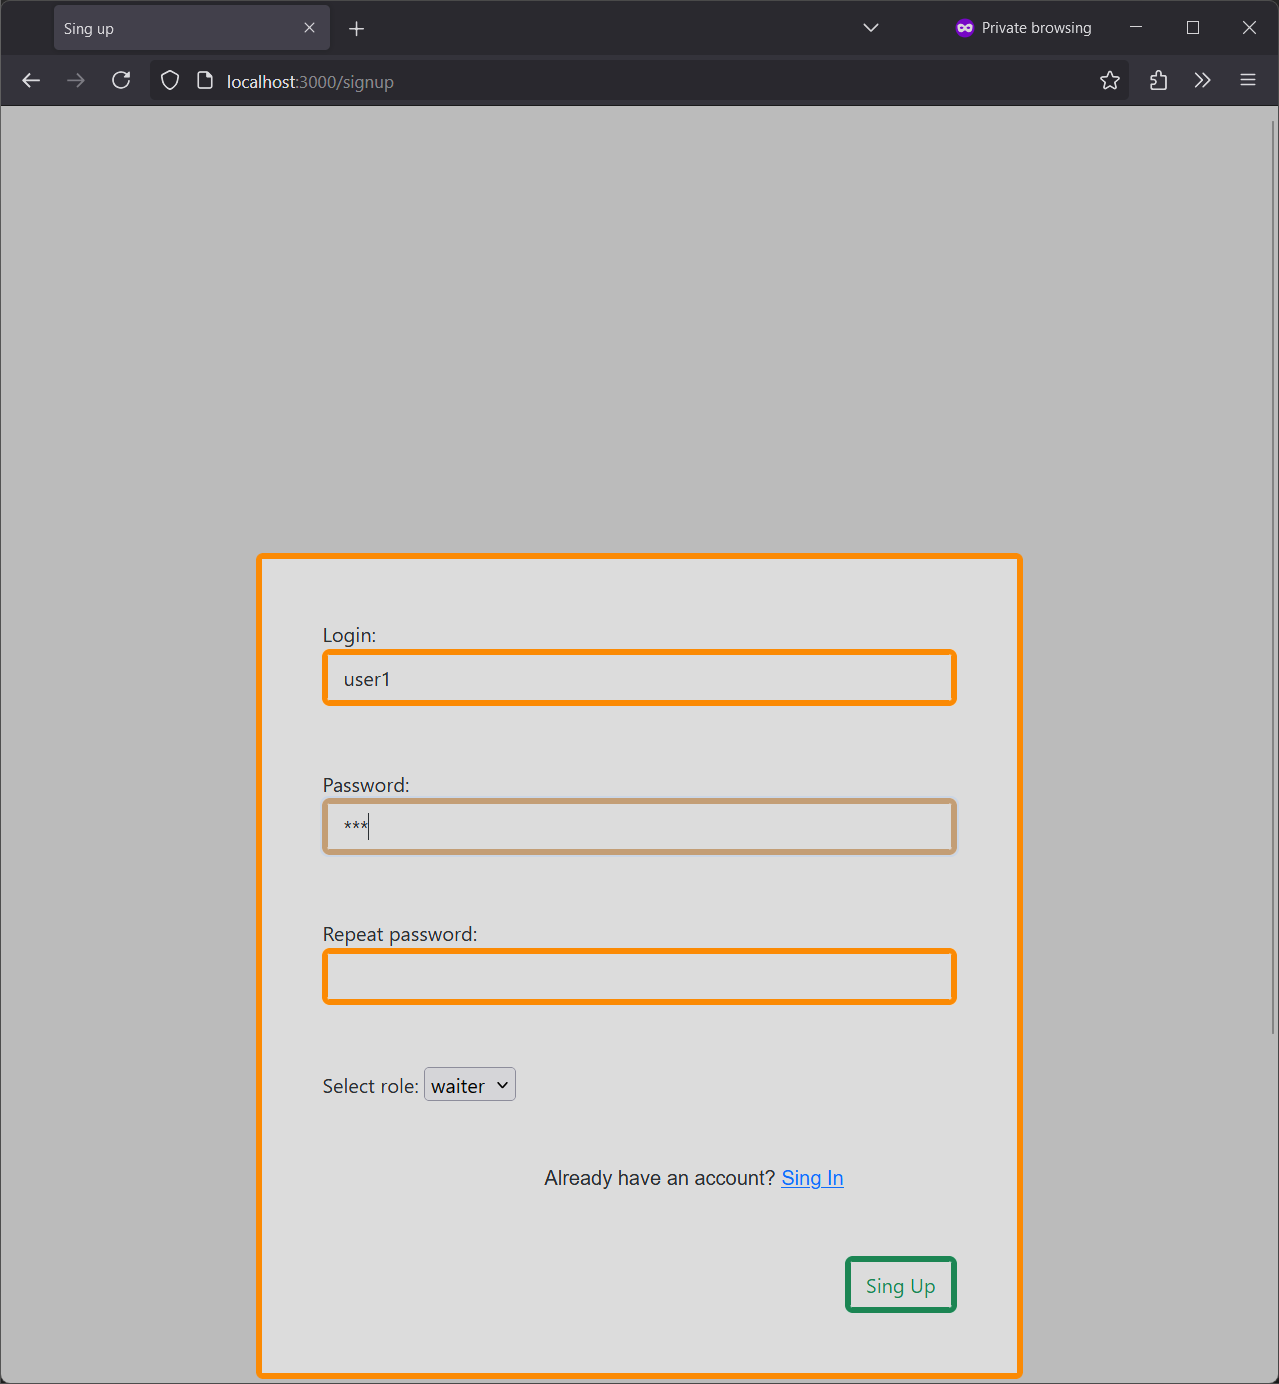 Sing up
Private browsing
localhost:3000/signup
Login:
user1
Password:
***
Repeat password:
Select role: waiter
Already have an account? Sing In
Sing Up